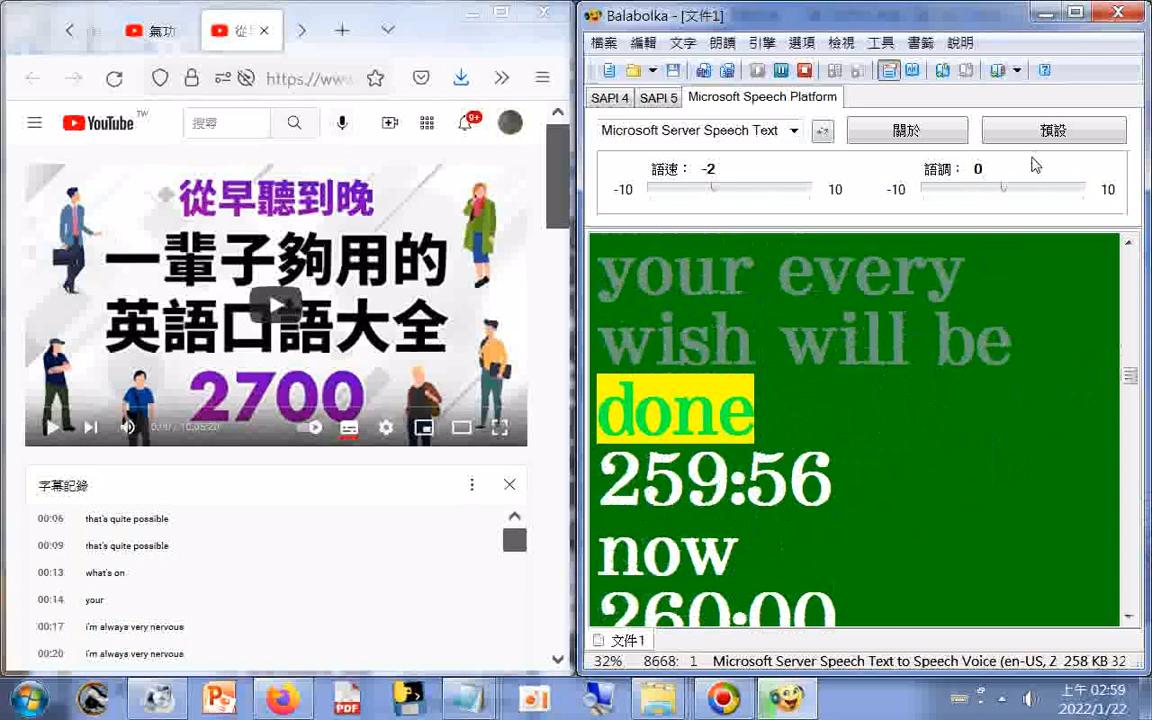 氣功
從!
https://www
YouTube TW
搜尋
9+
從早聽到晚
一輩子夠用的
英語口語大全
2700
字幕記錄
00:06 that's quite possible
00:09 that's quite possible
00:13 what's on
00:14 your
00:17 i'm always very nervous
00:20 i'm always very nervous
Balabolka - [文件1]
檔案 編輯 文字 朗讀 引擎 選項 檢視 工具 書籤 說明
SAPI 4 SAPI 5 Microsoft Speech Platform
Microsoft Server Speech Text
關於
預設
語速： -2
語調： 0
-10 10
-10 10
your every
wish will be
done
259:56
now
260:00
文件1
32% 8668: 1 Microsoft Server Speech Text to Speech Voice (en-US, Z 258 KB 32
PDF
上午 02:59
2022/1/22